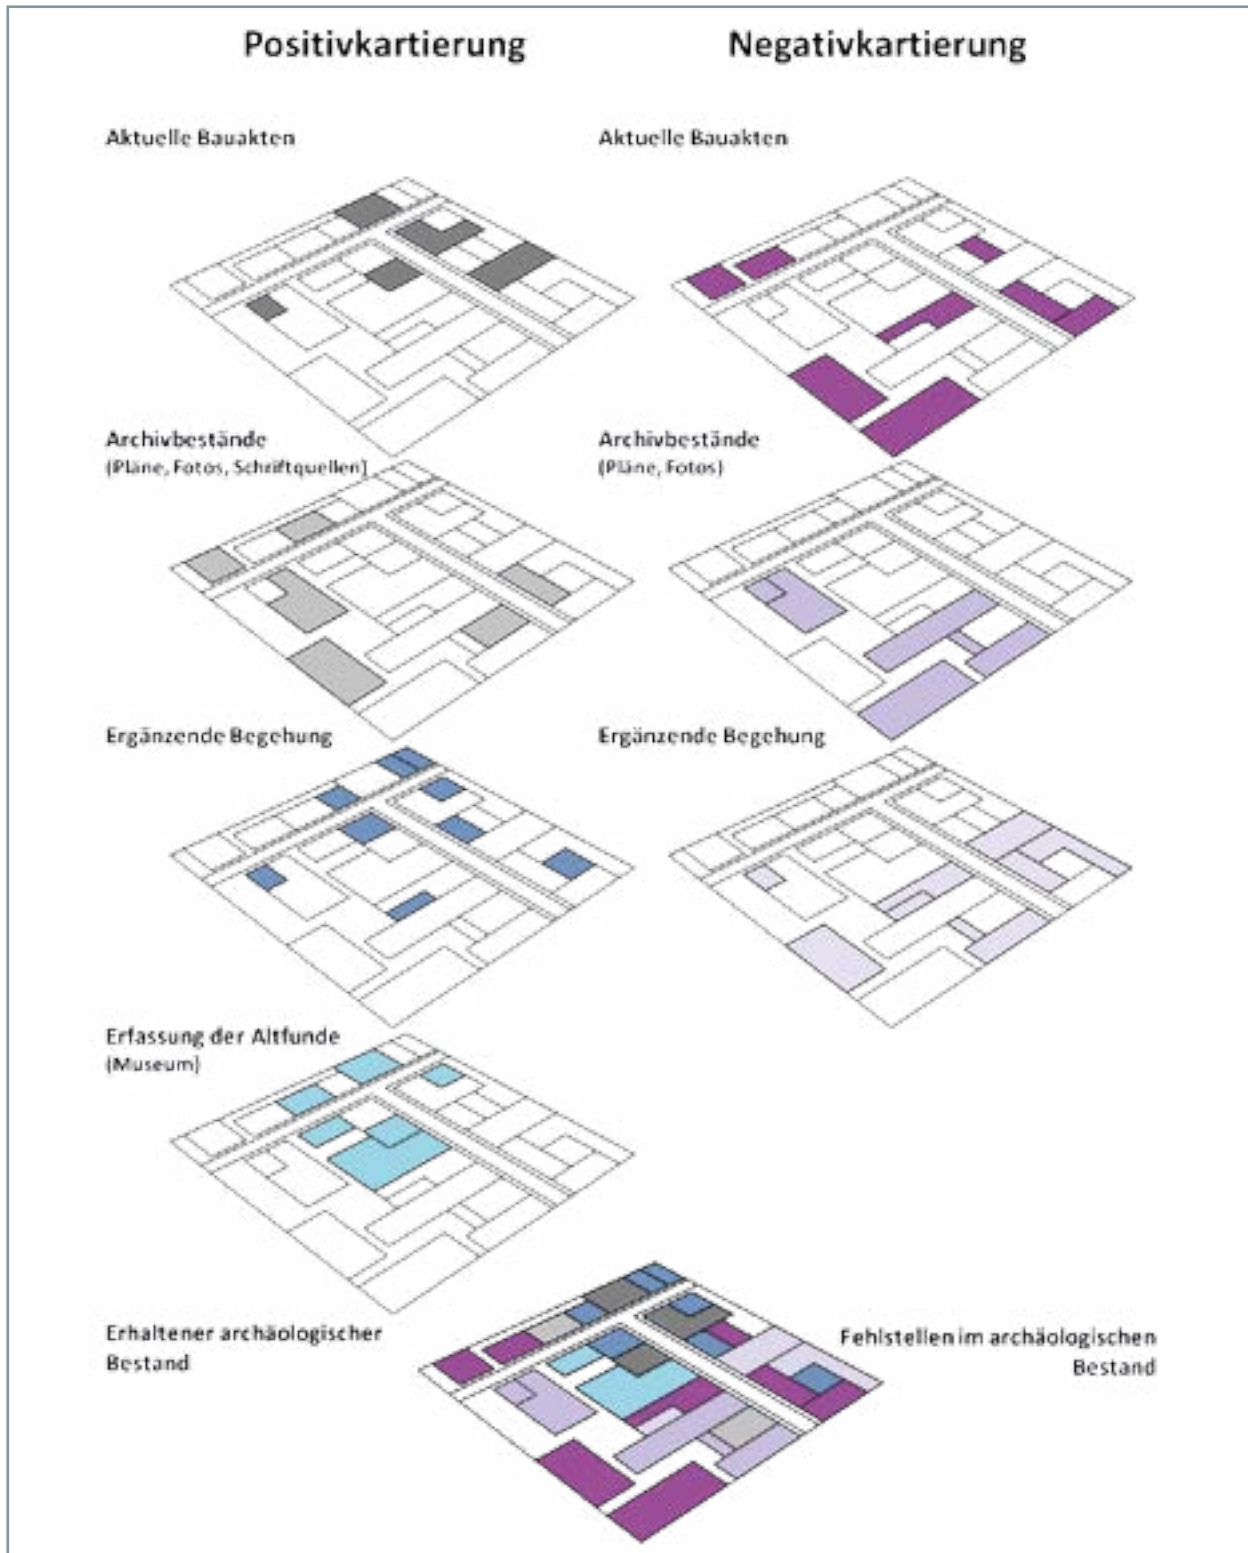 Positivkartierung
Negativkartierung
Aktuelle Bauakten
Aktuelle Bauakten
Archivbestände
(Pläne, Fotos, Schriftquellen)
Archivbestände
(Pläne, Fotos)
Ergänzende Begehung
Ergänzende Begehung
Erfassung der Altfunde
(Museum)
Erhaltener archäologischer
Bestand
Fehlstellen im archäologischen
Bestand